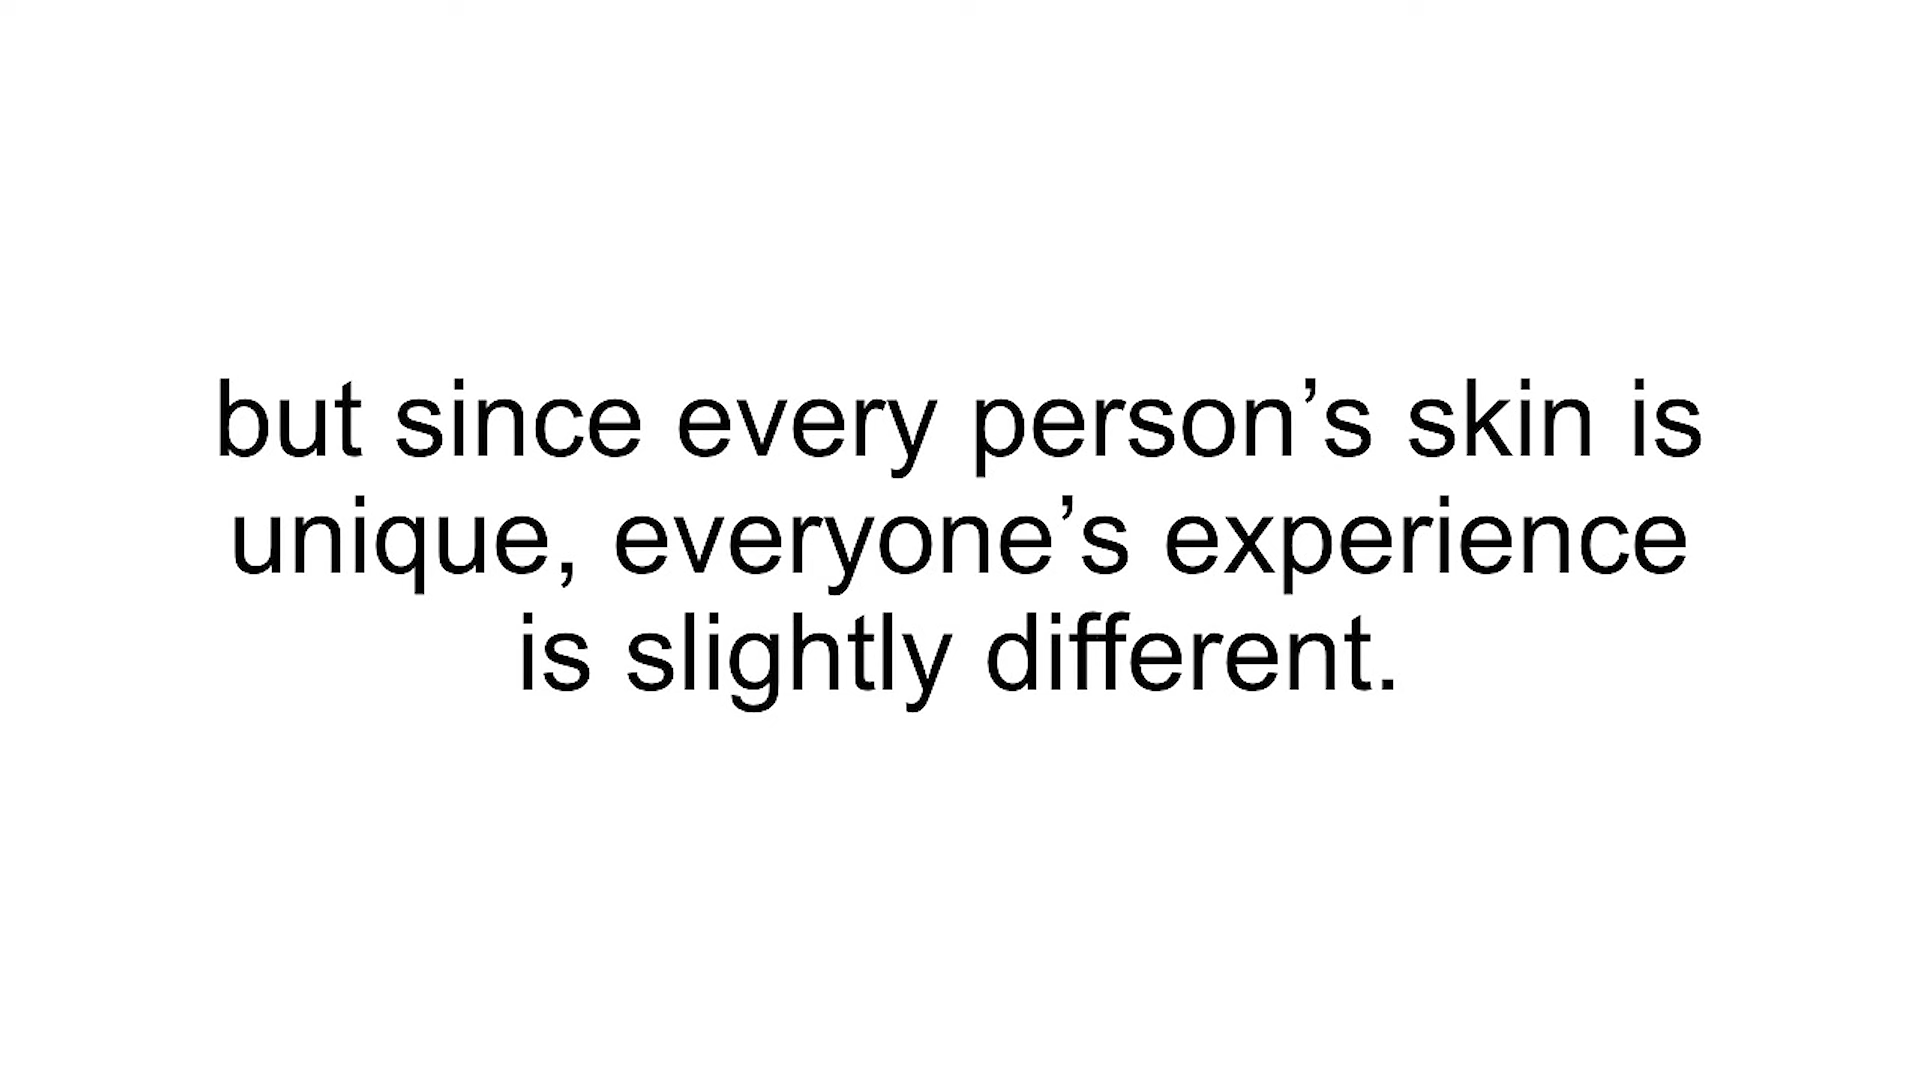 but since every person’s skin is
unique, everyone’s experience
is slightly different.